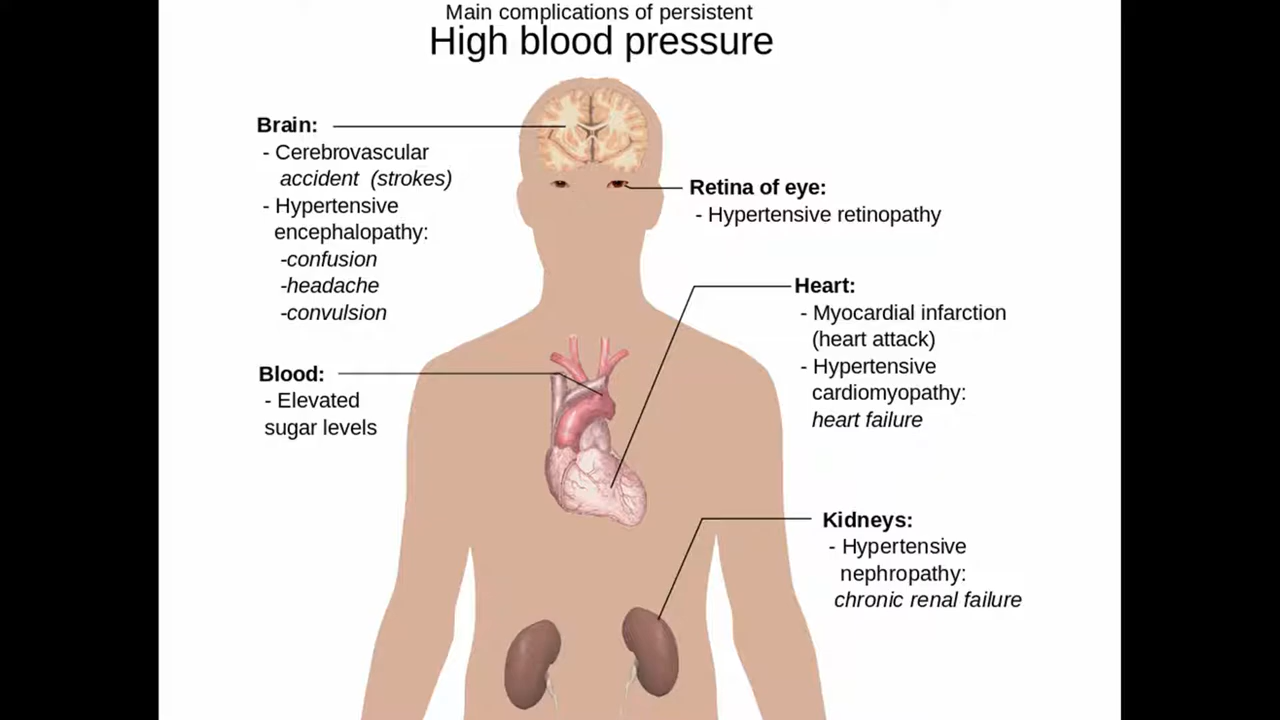 Main complications of persistent
High blood pressure
Brain:
- Cerebrovascular
accident (strokes)
- Hypertensive
encephalopathy:
-confusion
-headache
-convulsion
Blood:
- Elevated
sugar levels
Retina of eye:
- Hypertensive retinopathy
Heart:
- Myocardial infarction
(heart attack)
- Hypertensive
cardiomyopathy:
heart failure
Kidneys:
- Hypertensive
nephropathy:
chronic renal failure